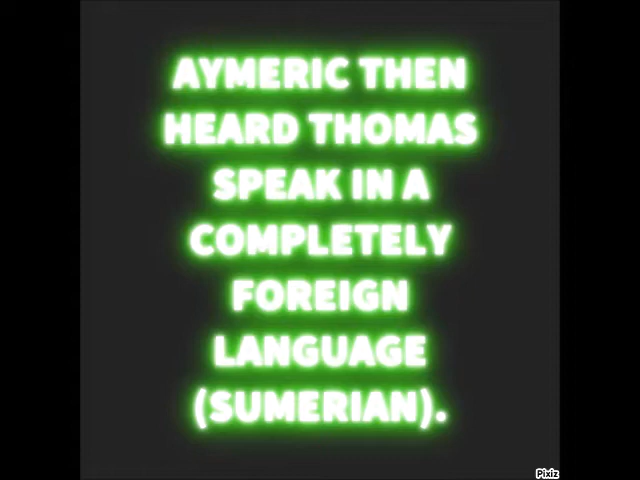 AYMERIC THEN
HEARD THOMAS
SPEAK IN A
COMPLETELY
FOREIGN
LANGUAGE
(SUMERIAN).
Pixiz